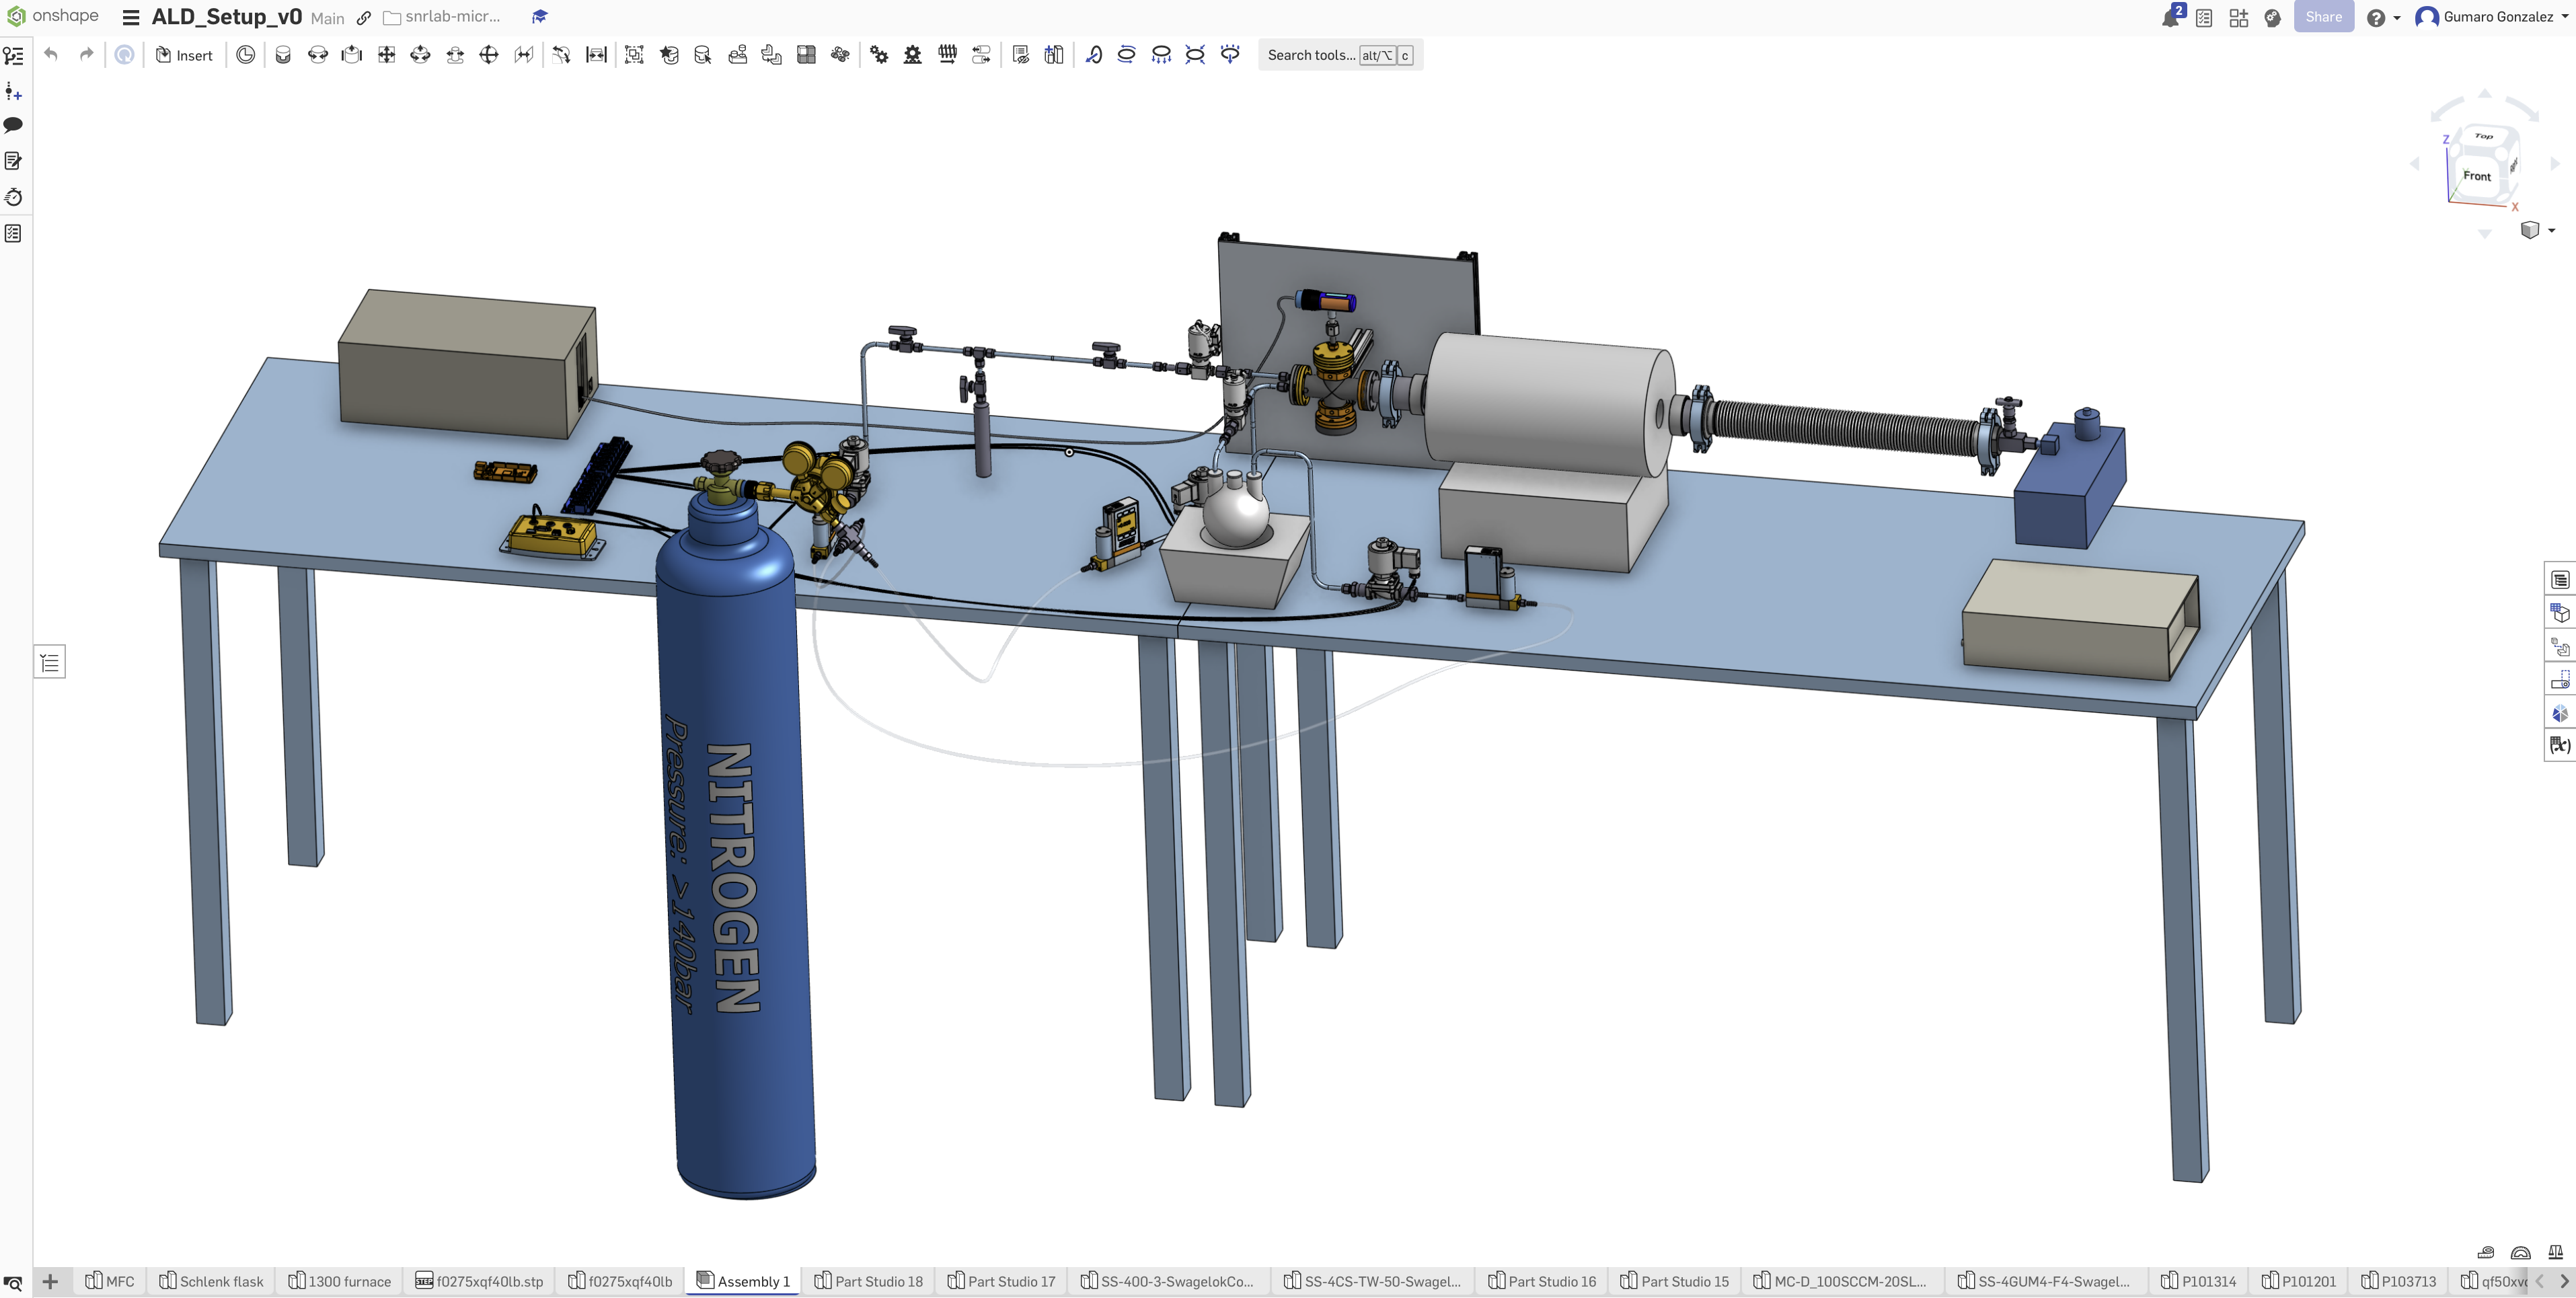 onshape
ALD_Setup_v0 Main snrlab-micr...
2
Share
Gumaro Gonzalez
Insert
Search tools... alt/⌥ c
Top
Z
Front
X
NITROGEN
Pressure: >140bar
MFC
Schlenk flask
1300 furnace
f0275xqf40lb.stp
f0275xqf40lb
Assembly 1
Part Studio 18
Part Studio 17
SS-400-3-SwagelokCo...
SS-4CS-TW-50-Swagel...
Part Studio 16
Part Studio 15
MC-D_100SCCM-20SL...
SS-4GUM4-F4-Swagel...
P101314
P101201
P103713